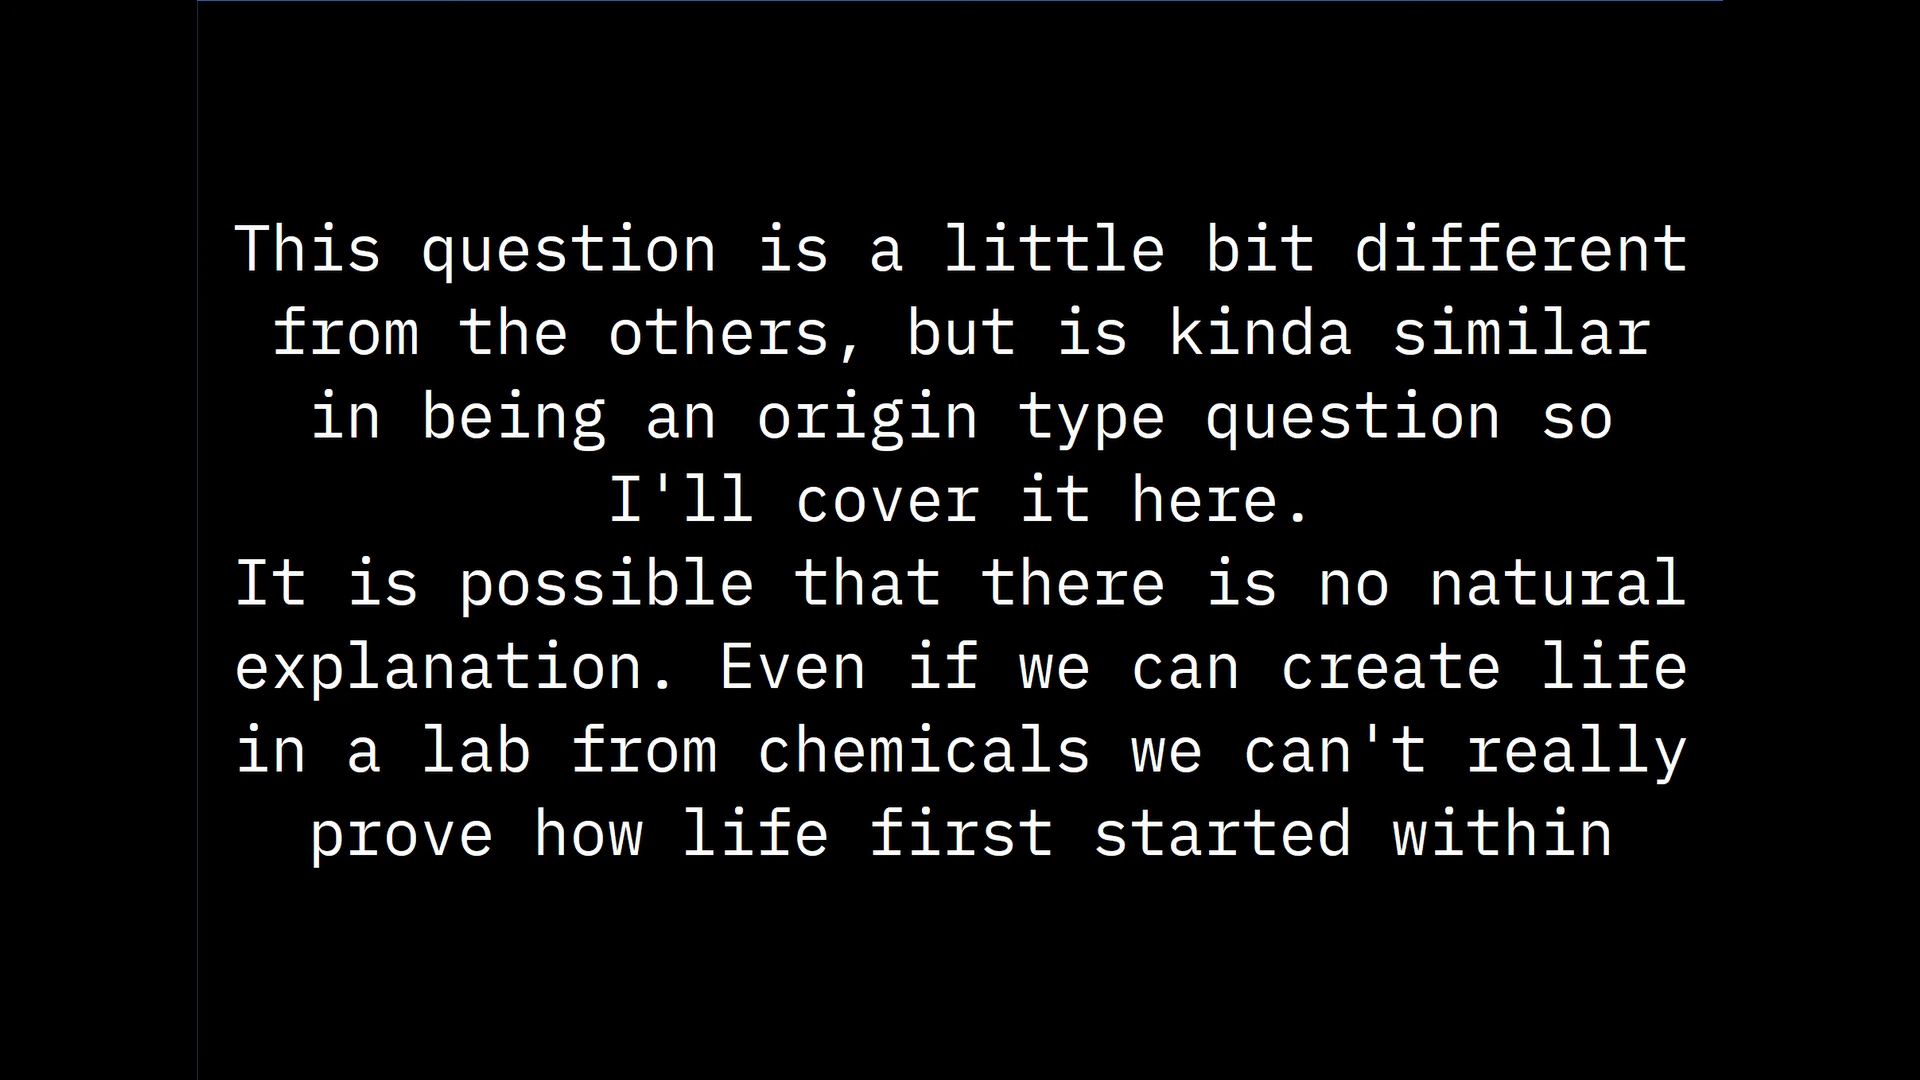 This question is a little bit different
from the others, but is kinda similar
in being an origin type question so
I'll cover it here.
It is possible that there is no natural
explanation. Even if we can create life
in a lab from chemicals we can't really
prove how life first started within